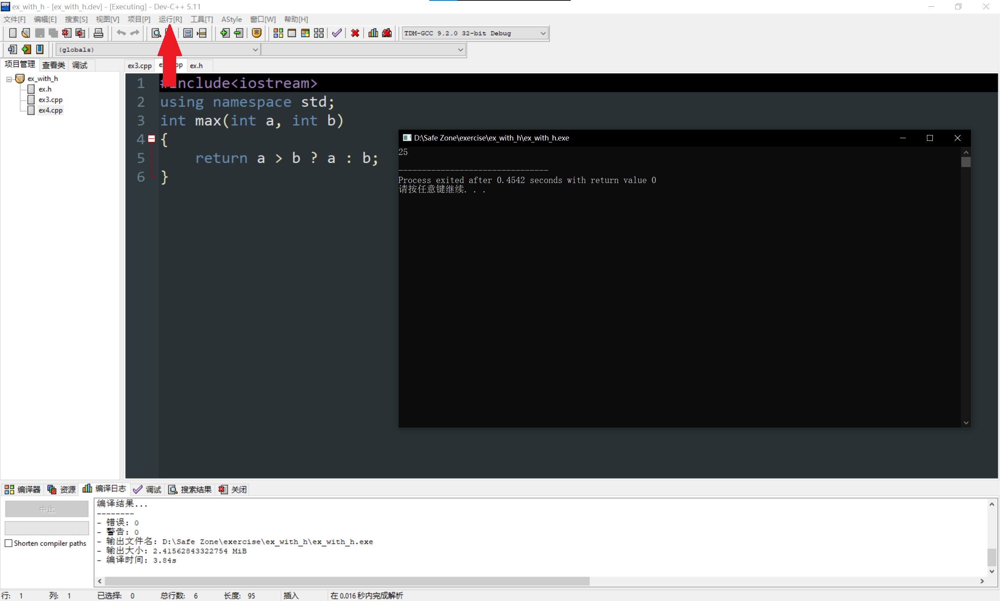 ex_with_h - [ex_with_h.dev] - [Executing] - Dev-C++ 5.11
文件[F] 编辑[E] 搜索[S] 视图[V] 项目[P] 运行[R] 工具[T] AStyle 窗口[W] 帮助[H]
TDM-GCC 9.2.0 32-bit Debug
(globals)
项目管理 查看类 调试
ex3.cpp ex.h
ex_with_h
ex.h
ex3.cpp
ex4.cpp
1 #include<iostream>
2 using namespace std;
3 int max(int a, int b)
4 {
5 return a > b ? a : b;
6 }
D:\Safe Zone\exercise\ex_with_h\ex_with_h.exe
25
--------------------------------
Process exited after 0.4542 seconds with return value 0
请按任意键继续. . .
编译器 资源 编译日志 调试 搜索结果 关闭
中止
Shorten compiler paths
编译结果...
--------
- 错误: 0
- 警告: 0
- 输出文件名: D:\Safe Zone\exercise\ex_with_h\ex_with_h.exe
- 输出大小: 2.41562843322754 MiB
- 编译时间: 3.84s
行: 1 列: 1 已选择: 0 总行数: 6 长度: 95 插入 在 0.016 秒内完成解析